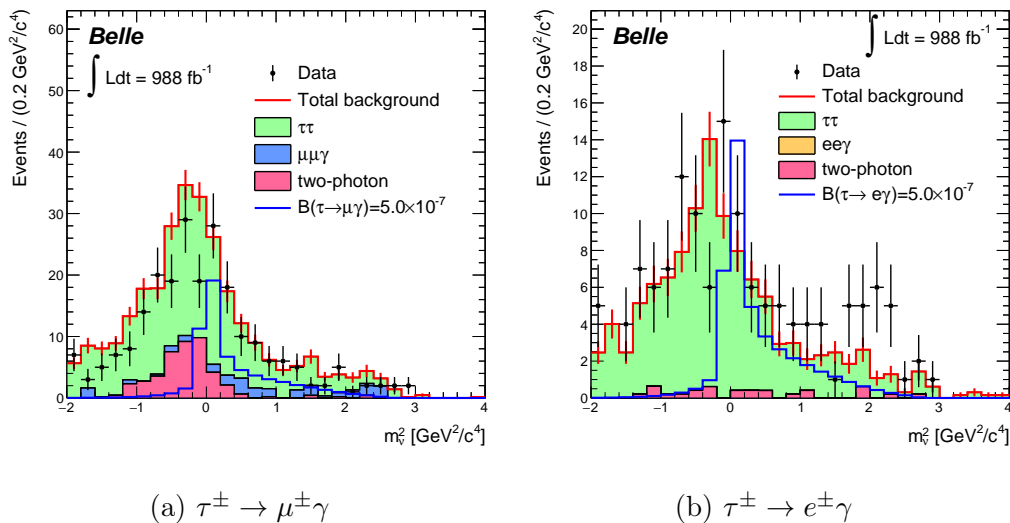 Events / (0.2 GeV²/c⁴)
60
50
40
30
20
10
0
Belle
∫ Ldt = 988 fb⁻¹
Data
Total background
ττ
μμγ
two-photon
B(τ→μγ)=5.0×10⁻⁷
−2 −1 0 1 2 3 4
m²ᵥ [GeV²/c⁴]
(a) τ± → μ±γ
Events / (0.2 GeV²/c⁴)
20
18
16
14
12
10
8
6
4
2
0
Belle
∫ Ldt = 988 fb⁻¹
Data
Total background
ττ
eeγ
two-photon
B(τ→ eγ)=5.0×10⁻⁷
−2 −1 0 1 2 3 4
m²ᵥ [GeV²/c⁴]
(b) τ± → e±γ